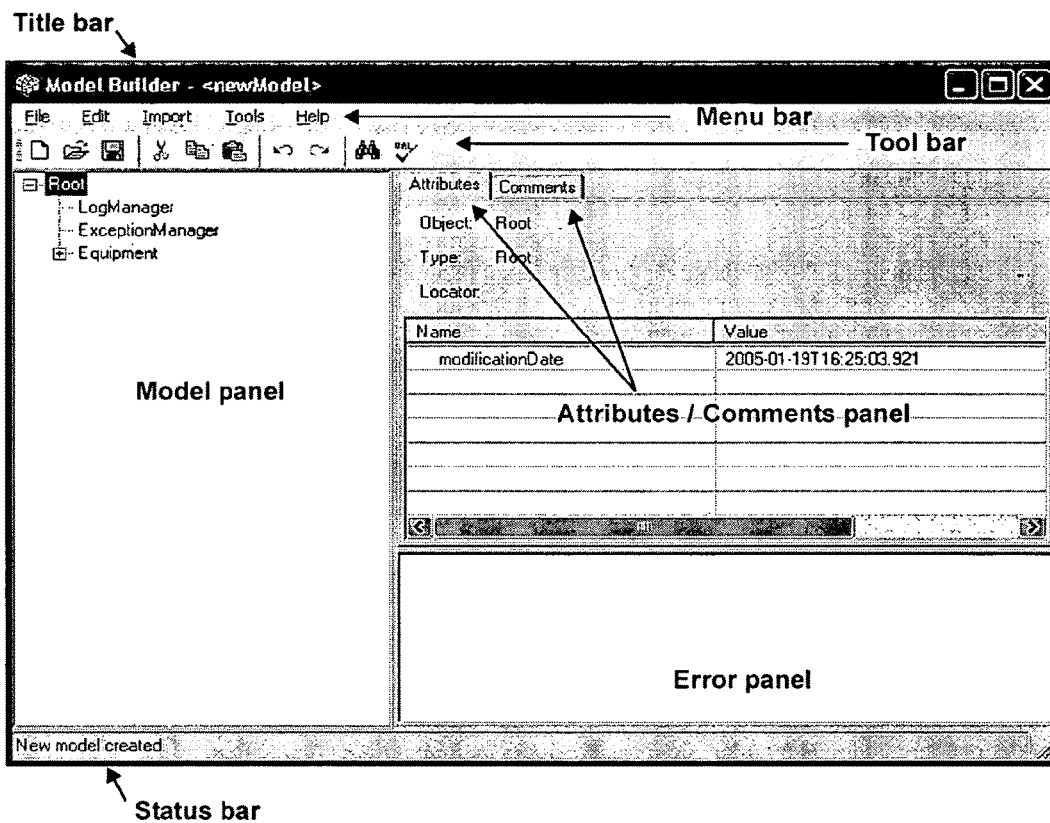 Title bar
Model Builder - <newModel>
File Edit Import Tools Help
Menu bar
Tool bar
VAL
Root
LogManager
ExceptionManager
Equipment
Model panel
Attributes Comments
Object: Root
Type: Root
Locator:
Name Value
modificationDate 2005-01-19T16:25:03.921
Attributes / Comments panel
Error panel
New model created
Status bar